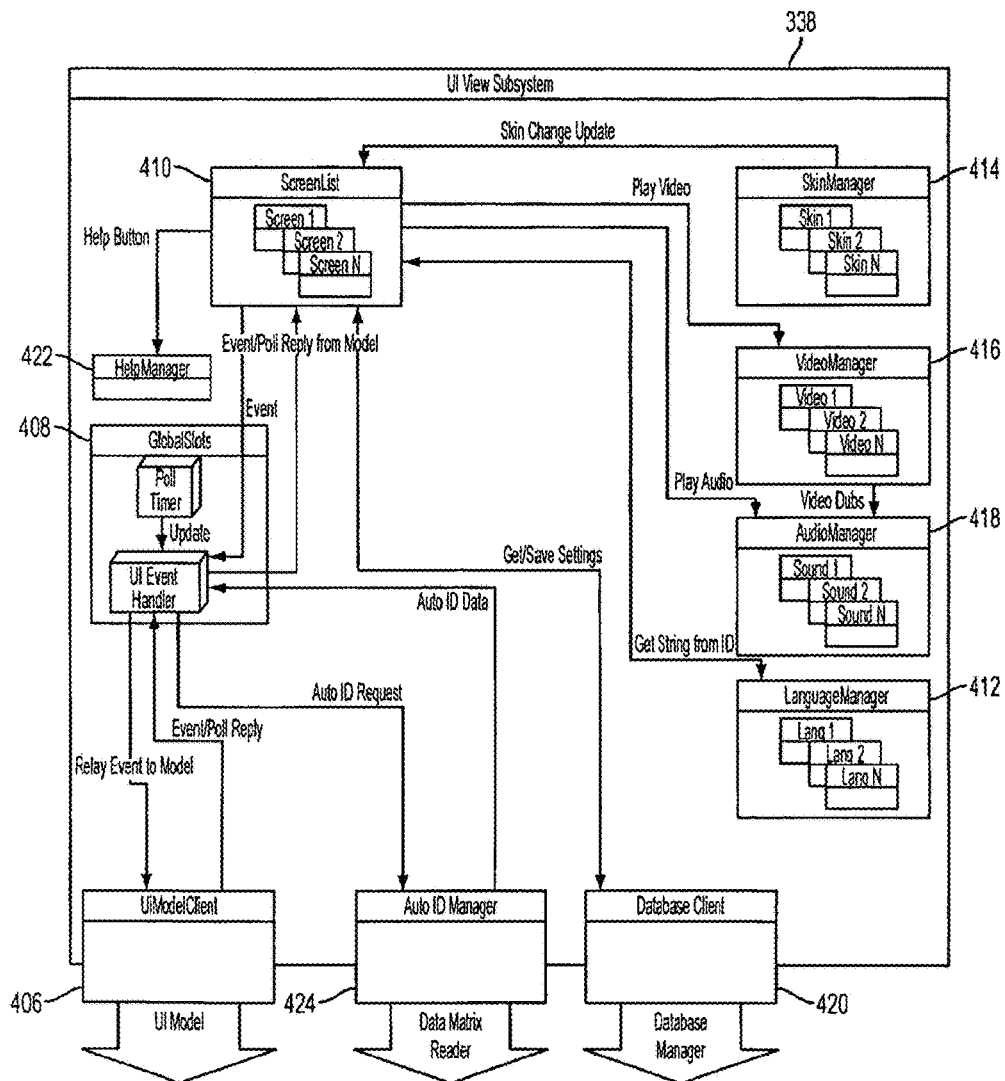 338
UI View Subsystem
Skin Change Update
410
ScreenList
Screen 1
Screen 2
Screen N
414
SkinManager
Skin 1
Skin 2
Skin N
Play Video
Help Button
Event/Poll Reply from Model
422
HelpManager
416
VideoManager
Video 1
Video 2
Video N
Event
408
GlobalSlots
Poll
Timer
Update
UI Event
Handler
Play Audio
Video Dubs
418
AudioManager
Sound 1
Sound 2
Sound N
Get/Save Settings
Auto ID Data
Get String from ID
412
LanguageManager
Lang 1
Lang 2
Lang N
Auto ID Request
Event/Poll Reply
Relay Event to Model
UiModelClient
Auto ID Manager
Database Client
406
424
420
UI Model
Data Matrix
Reader
Database
Manager